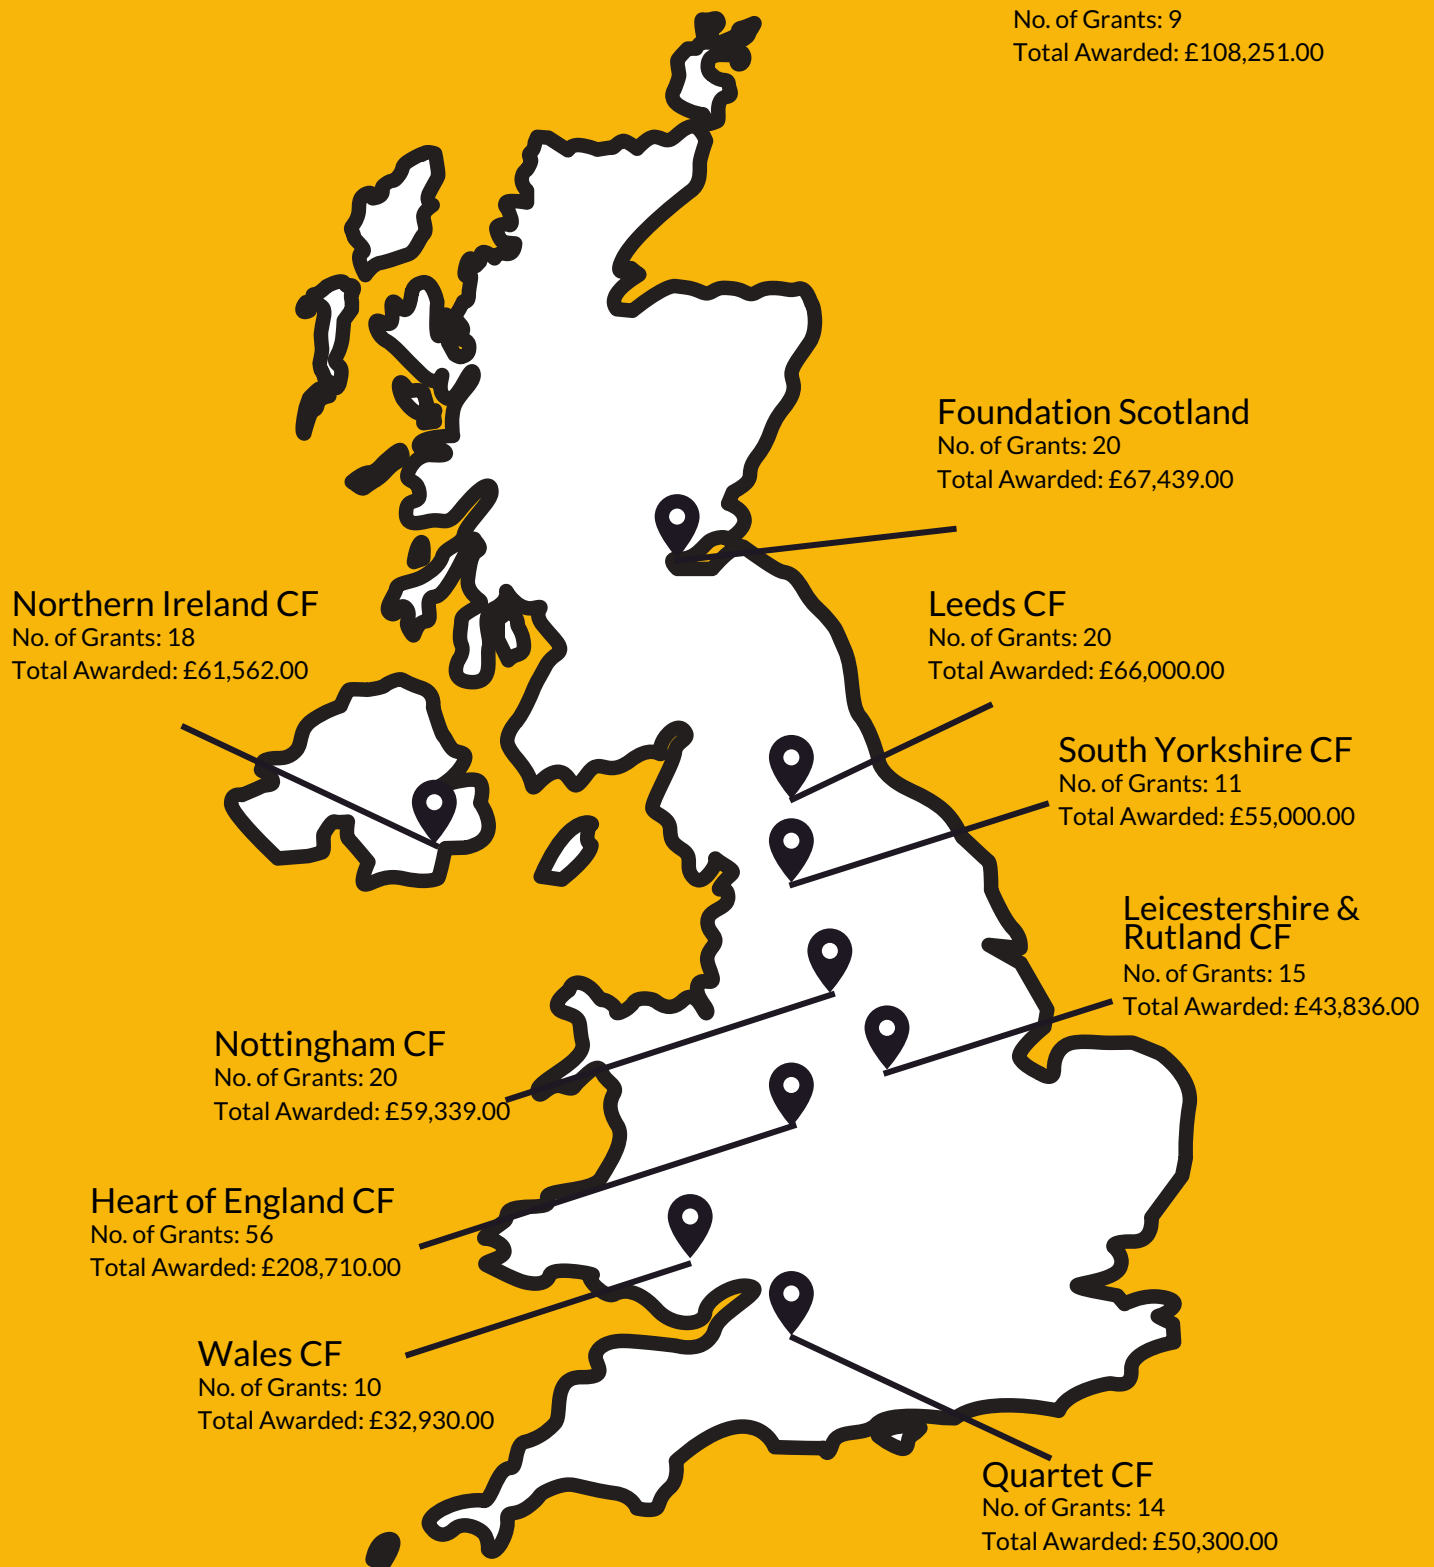 No. of Grants: 9
Total Awarded: £108,251.00
Foundation Scotland
No. of Grants: 20
Total Awarded: £67,439.00
Northern Ireland CF
No. of Grants: 18
Total Awarded: £61,562.00
Leeds CF
No. of Grants: 20
Total Awarded: £66,000.00
South Yorkshire CF
No. of Grants: 11
Total Awarded: £55,000.00
Leicestershire &
Rutland CF
No. of Grants: 15
Total Awarded: £43,836.00
Nottingham CF
No. of Grants: 20
Total Awarded: £59,339.00
Heart of England CF
No. of Grants: 56
Total Awarded: £208,710.00
Wales CF
No. of Grants: 10
Total Awarded: £32,930.00
Quartet CF
No. of Grants: 14
Total Awarded: £50,300.00